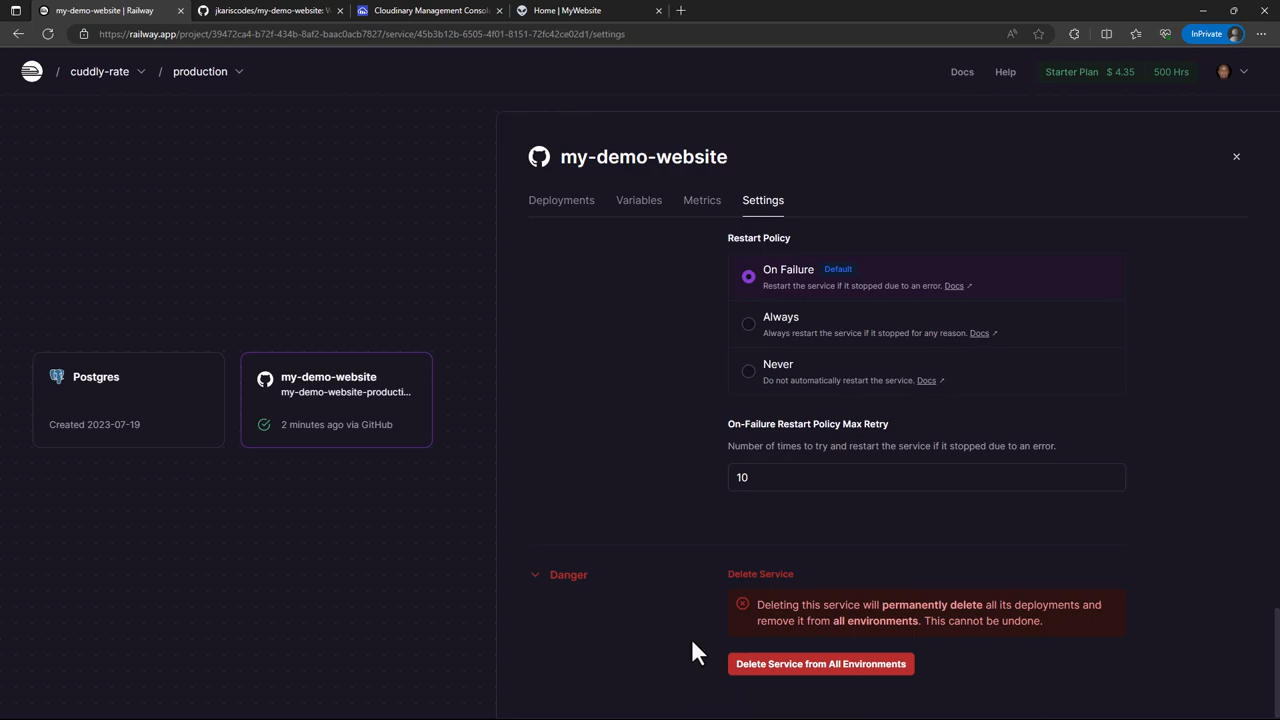 my-demo-website | Railway
jkariscodes/my-demo-website: W
Cloudinary Management Consol
Home | MyWebsite
https://railway.app/project/39472ca4-b72f-434b-8af2-baac0acb7827/service/45b3b12b-6505-4f01-8151-72fc42ce02d1/settings
InPrivate
/ cuddly-rate / production
Docs Help Starter Plan $ 4.35 500 Hrs
my-demo-website
Deployments Variables Metrics Settings
Restart Policy
On Failure Default
Restart the service if it stopped due to an error. Docs ↗
Always
Always restart the service if it stopped for any reason. Docs ↗
Never
Do not automatically restart the service. Docs ↗
Postgres
Created 2023-07-19
my-demo-website
my-demo-website-producti...
2 minutes ago via GitHub
On-Failure Restart Policy Max Retry
Number of times to try and restart the service if it stopped due to an error.
10
Danger
Delete Service
Deleting this service will permanently delete all its deployments and
remove it from all environments. This cannot be undone.
Delete Service from All Environments